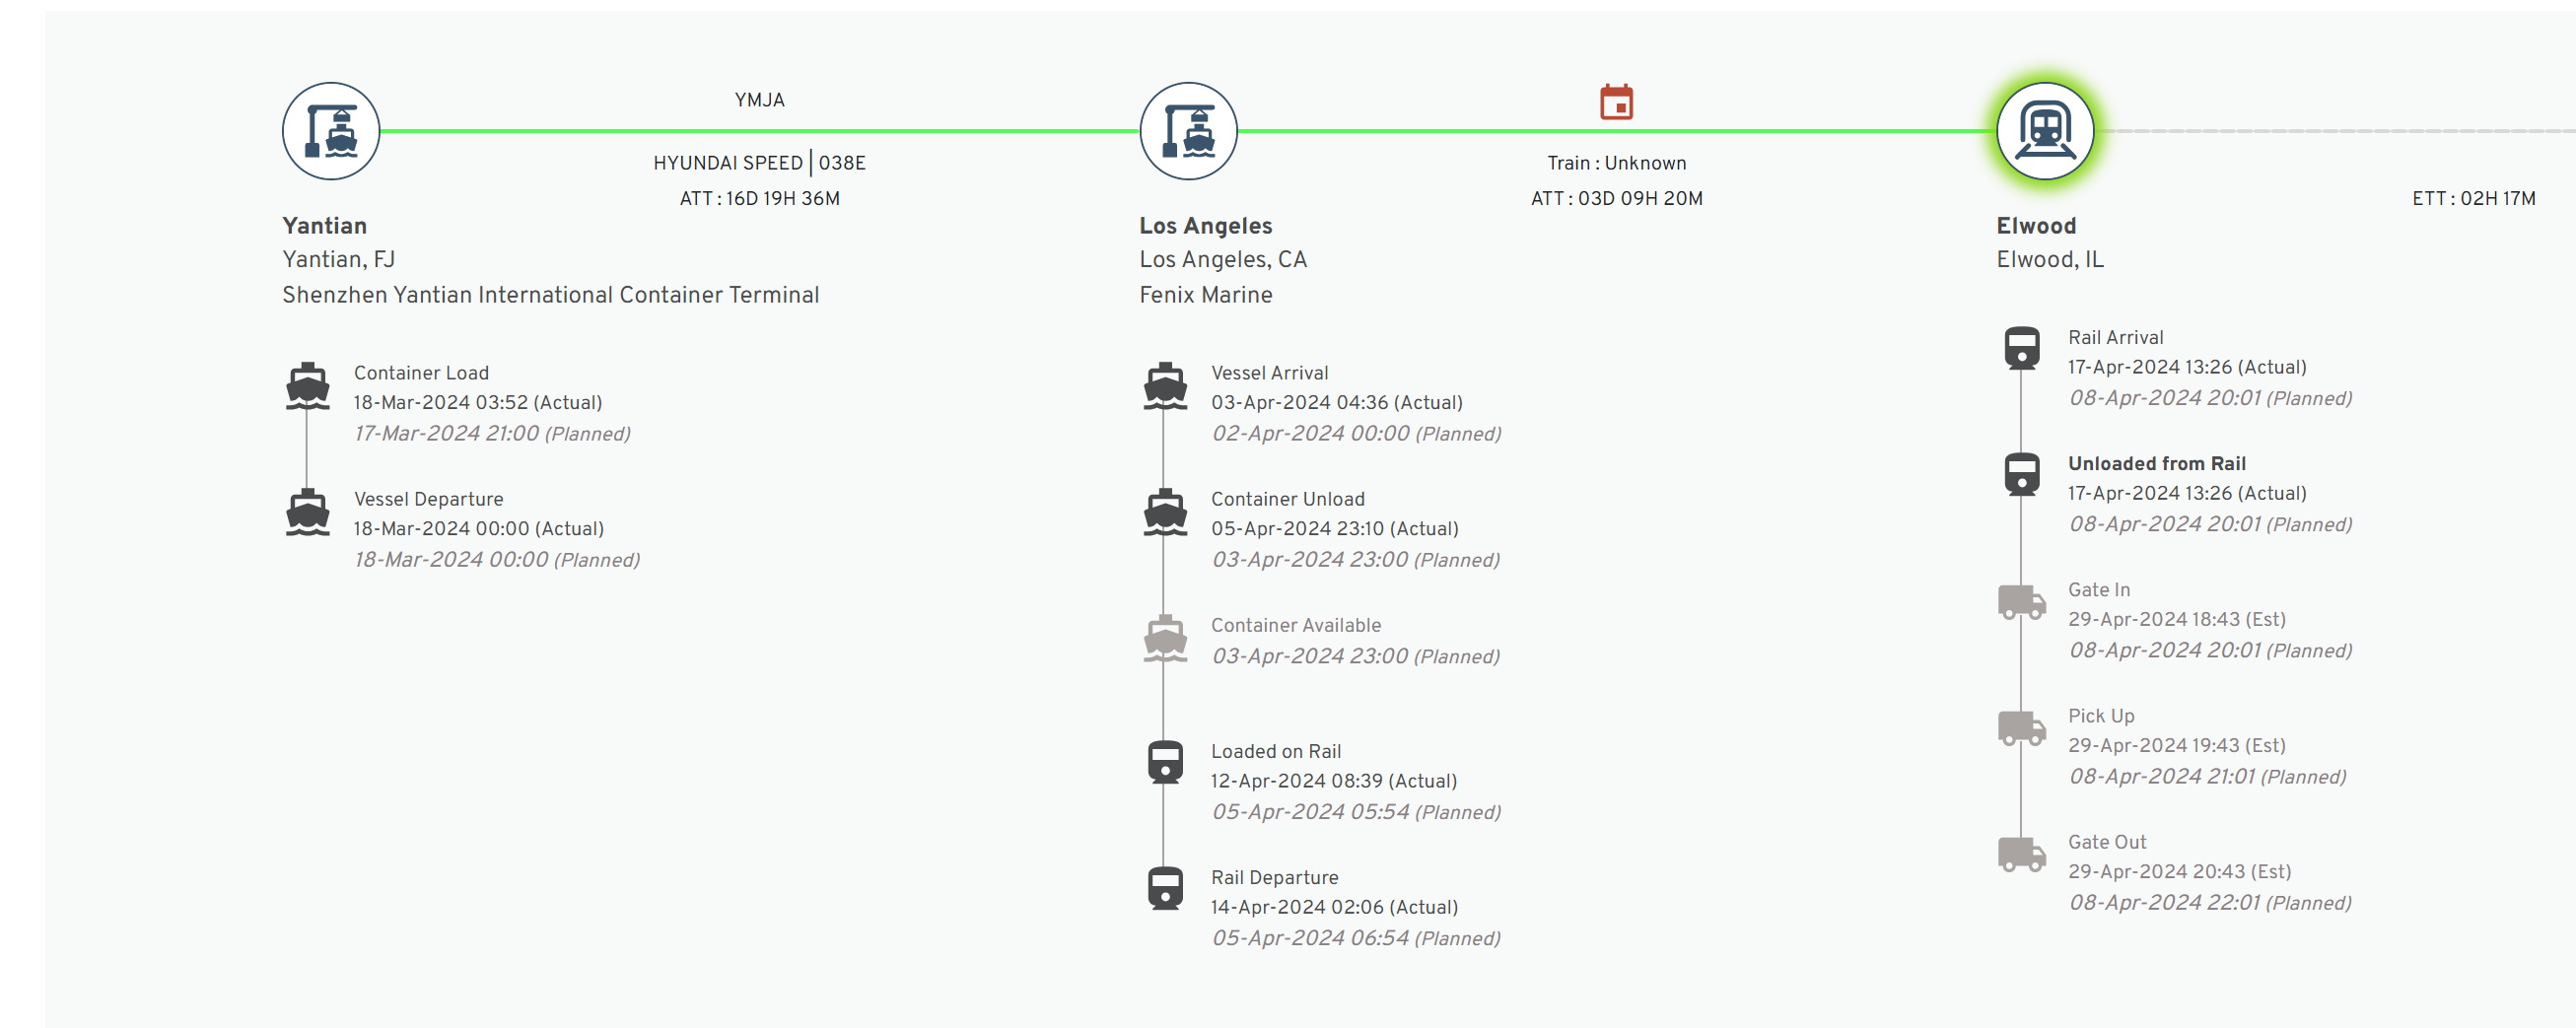 YMJA
HYUNDAI SPEED | 038E
ATT : 16D 19H 36M
Train : Unknown
ATT : 03D 09H 20M
ETT : 02H 17M
Yantian
Yantian, FJ
Shenzhen Yantian International Container Terminal
Container Load
18-Mar-2024 03:52 (Actual)
17-Mar-2024 21:00 (Planned)
Vessel Departure
18-Mar-2024 00:00 (Actual)
18-Mar-2024 00:00 (Planned)
Los Angeles
Los Angeles, CA
Fenix Marine
Vessel Arrival
03-Apr-2024 04:36 (Actual)
02-Apr-2024 00:00 (Planned)
Container Unload
05-Apr-2024 23:10 (Actual)
03-Apr-2024 23:00 (Planned)
Container Available
03-Apr-2024 23:00 (Planned)
Loaded on Rail
12-Apr-2024 08:39 (Actual)
05-Apr-2024 05:54 (Planned)
Rail Departure
14-Apr-2024 02:06 (Actual)
05-Apr-2024 06:54 (Planned)
Elwood
Elwood, IL
Rail Arrival
17-Apr-2024 13:26 (Actual)
08-Apr-2024 20:01 (Planned)
Unloaded from Rail
17-Apr-2024 13:26 (Actual)
08-Apr-2024 20:01 (Planned)
Gate In
29-Apr-2024 18:43 (Est)
08-Apr-2024 20:01 (Planned)
Pick Up
29-Apr-2024 19:43 (Est)
08-Apr-2024 21:01 (Planned)
Gate Out
29-Apr-2024 20:43 (Est)
08-Apr-2024 22:01 (Planned)